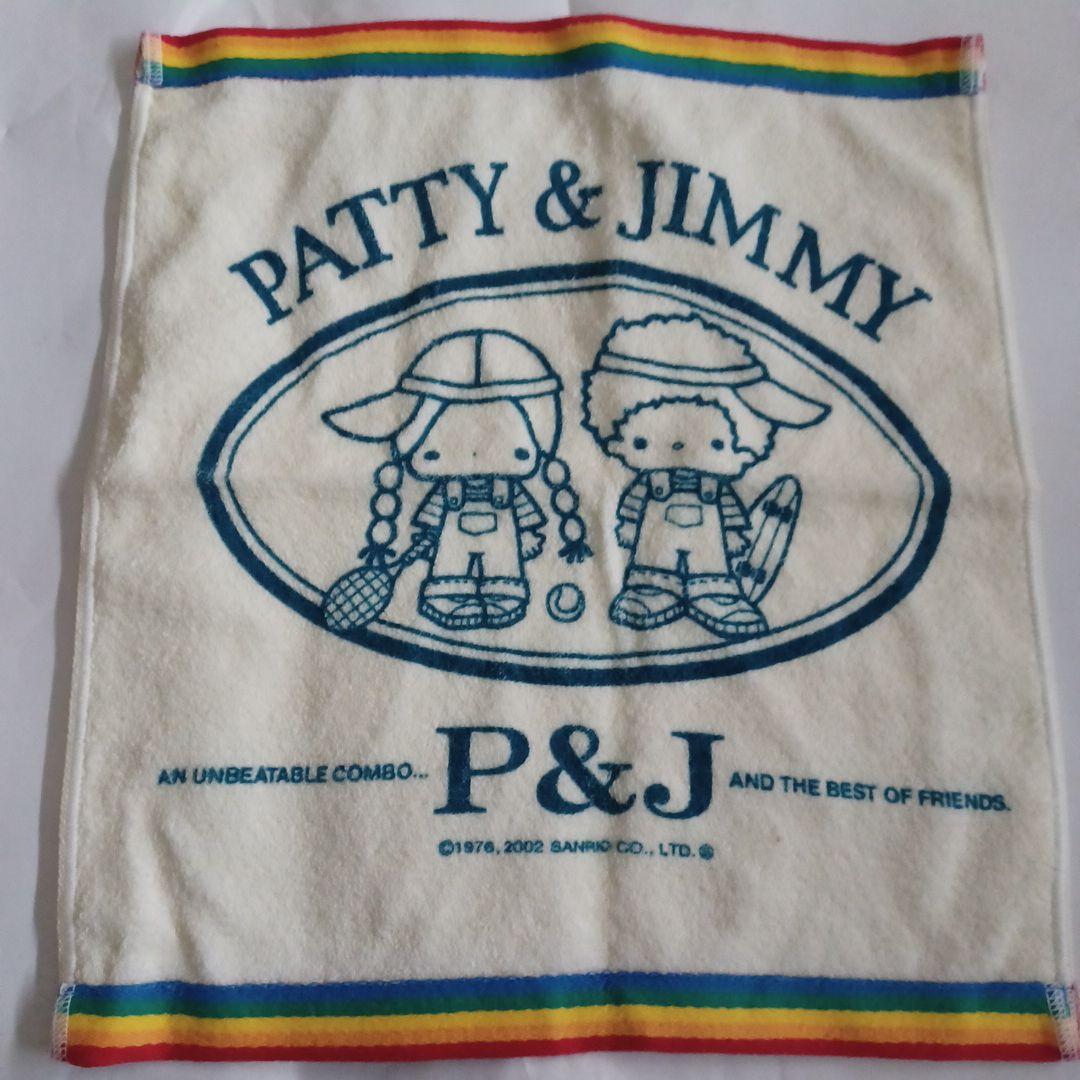 PATTY & JIMMY
AN UNBEATABLE COMBO... P&J AND THE BEST OF FRIENDS.
©1976, 2002 SANRIO CO., LTD.